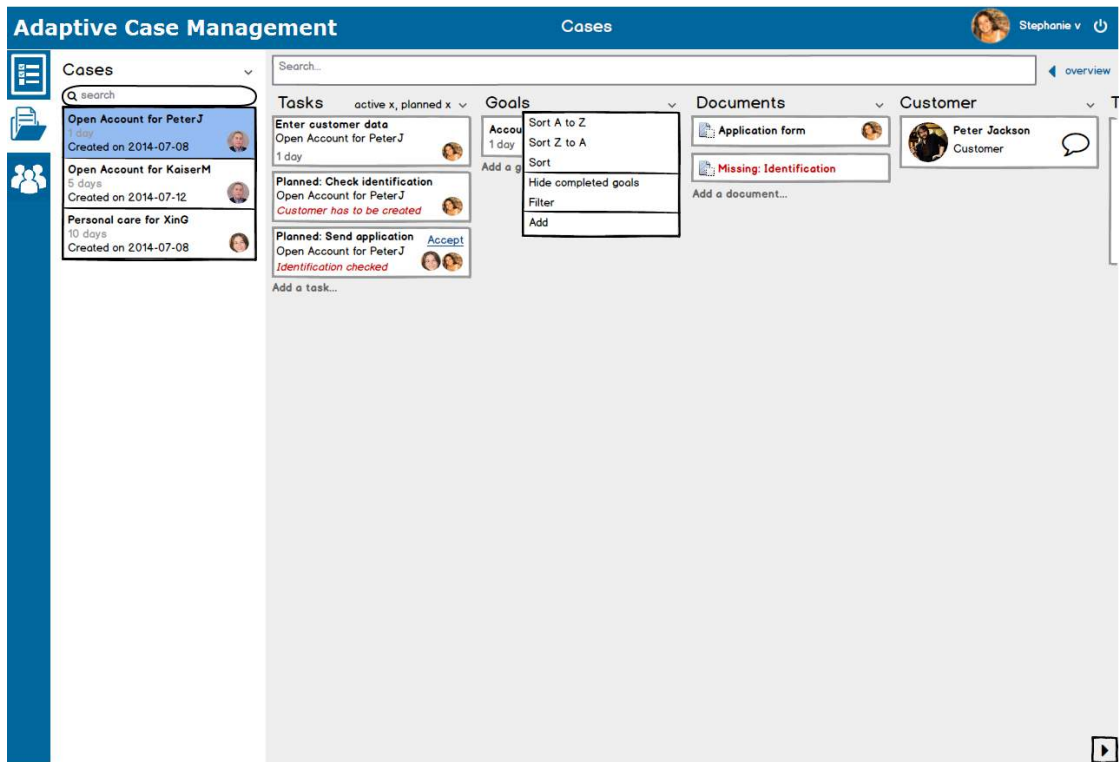 Adaptive Case Management
Cases
Stephanie v
Cases
search
Open Account for PeterJ
1 day
Created on 2014-07-08
Open Account for KaiserM
5 days
Created on 2014-07-12
Personal care for XinG
10 days
Created on 2014-07-08
Search...
overview
Tasks
active x, planned x
Enter customer data
Open Account for PeterJ
1 day
Planned: Check identification
Open Account for PeterJ
Customer has to be created
Planned: Send application
Accept
Open Account for PeterJ
Identification checked
Add a task...
Goals
1 day
Add a
Sort A to Z
Sort Z to A
Sort
Hide completed goals
Filter
Add
Documents
Application form
Missing: Identification
Add a document...
Customer
Peter Jackson
Customer
T